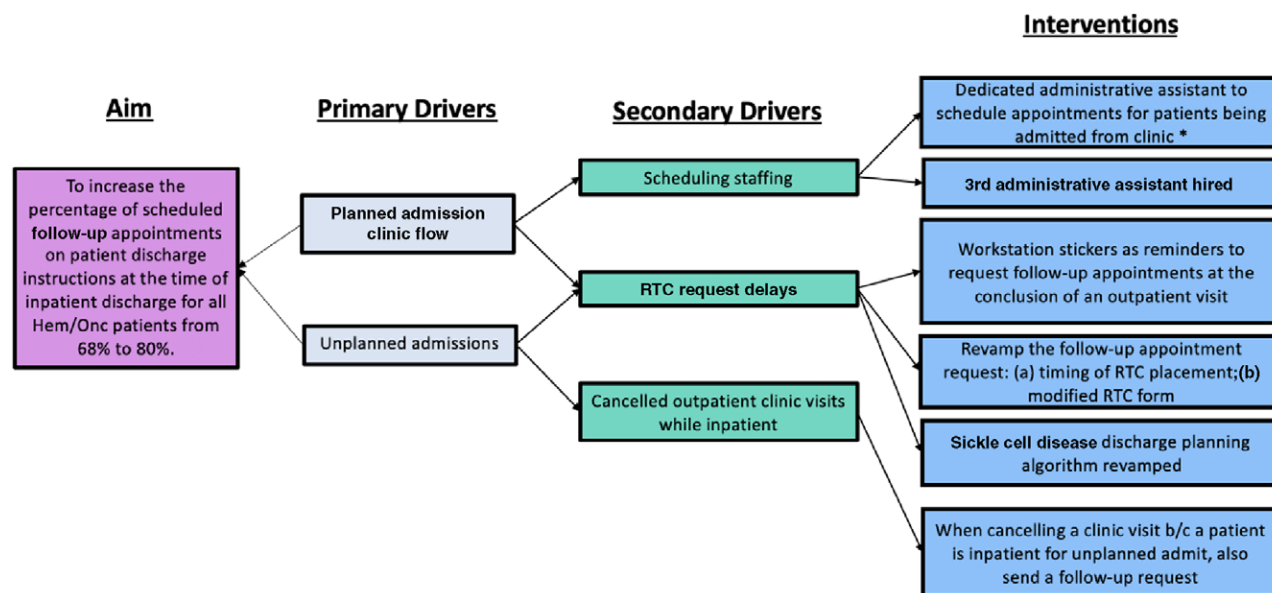 Aim
Primary Drivers
Secondary Drivers
Interventions
To increase the
percentage of scheduled
follow-up appointments
on patient discharge
instructions at the time of
inpatient discharge for all
Hem/Onc patients from
68% to 80%.
Planned admission
clinic flow
Unplanned admissions
Scheduling staffing
RTC request delays
Cancelled outpatient clinic visits
while inpatient
Dedicated administrative assistant to
schedule appointments for patients being
admitted from clinic *
3rd administrative assistant hired
Workstation stickers as reminders to
request follow-up appointments at the
conclusion of an outpatient visit
Revamp the follow-up appointment
request: (a) timing of RTC placement;(b)
modified RTC form
Sickle cell disease discharge planning
algorithm revamped
When cancelling a clinic visit b/c a patient
is inpatient for unplanned admit, also
send a follow-up request